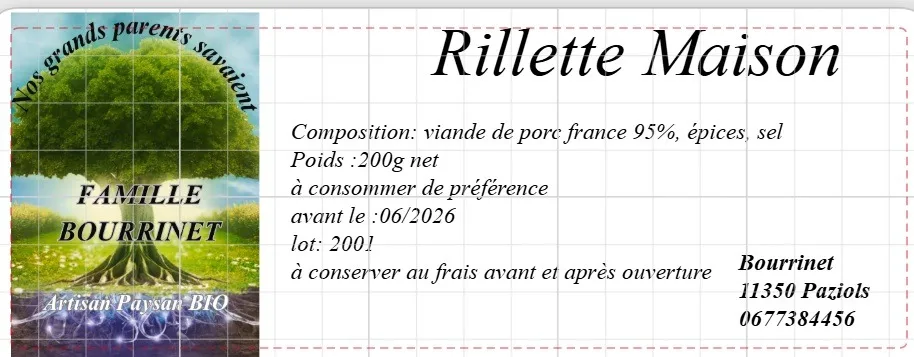 Nos grands parents savaient
FAMILLE
BOURRINET
Artisan Paysan BIO
Rillette Maison
Composition: viande de porc france 95%, épices, sel
Poids :200g net
à consommer de préférence
avant le :06/2026
lot: 2001
à conserver au frais avant et après ouverture
Bourrinet
11350 Paziols
0677384456